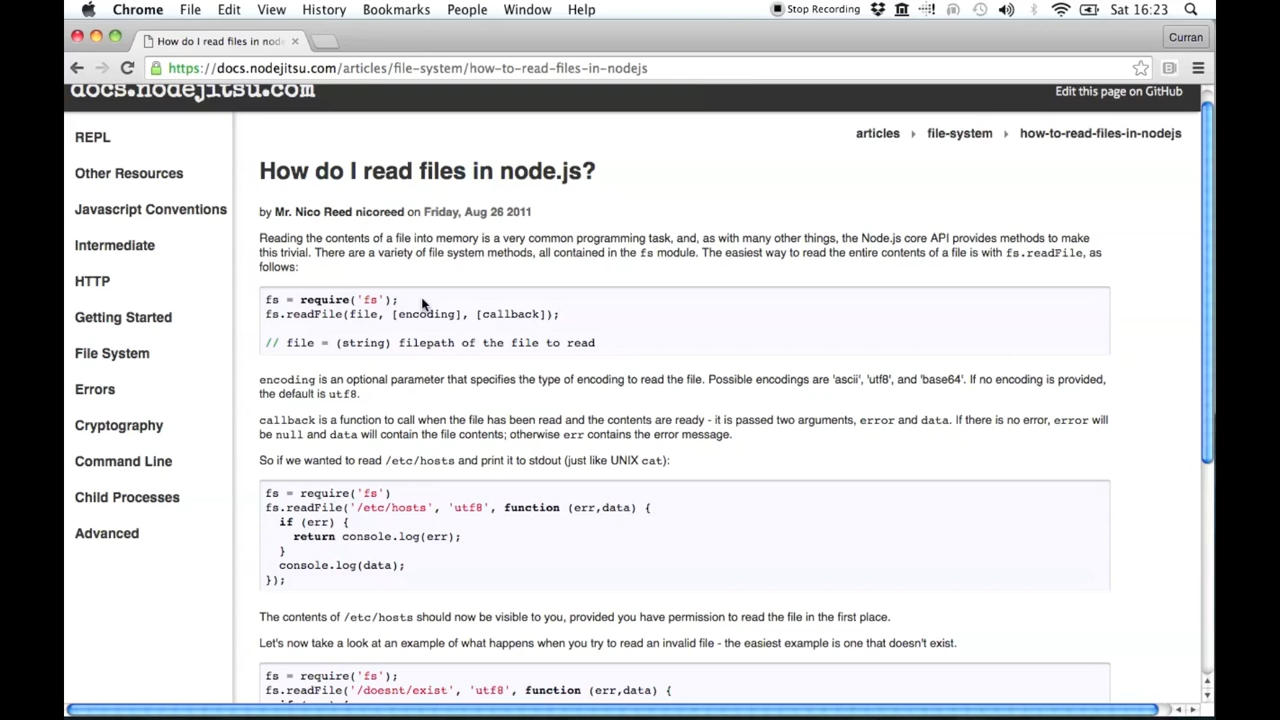 Chrome File Edit View History Bookmarks People Window Help Stop Recording Sat 16:23
How do I read files in node
Curran
https://docs.nodejitsu.com/articles/file-system/how-to-read-files-in-nodejs
docs.nodejitsu.com
Edit this page on GitHub
REPL
Other Resources
Javascript Conventions
Intermediate
HTTP
Getting Started
File System
Errors
Cryptography
Command Line
Child Processes
Advanced
articles file-system how-to-read-files-in-nodejs
How do I read files in node.js?
by Mr. Nico Reed nicoreed on Friday, Aug 26 2011
Reading the contents of a file into memory is a very common programming task, and, as with many other things, the Node.js core API provides methods to make
this trivial. There are a variety of file system methods, all contained in the fs module. The easiest way to read the entire contents of a file is with fs.readFile, as
follows:
fs = require('fs');
fs.readFile(file, [encoding], [callback]);
// file = (string) filepath of the file to read
encoding is an optional parameter that specifies the type of encoding to read the file. Possible encodings are 'ascii', 'utf8', and 'base64'. If no encoding is provided,
the default is utf8.
callback is a function to call when the file has been read and the contents are ready - it is passed two arguments, error and data. If there is no error, error will
be null and data will contain the file contents; otherwise err contains the error message.
So if we wanted to read /etc/hosts and print it to stdout (just like UNIX cat):
fs = require('fs')
fs.readFile('/etc/hosts', 'utf8', function (err,data) {
if (err) {
return console.log(err);
}
console.log(data);
});
The contents of /etc/hosts should now be visible to you, provided you have permission to read the file in the first place.
Let's now take a look at an example of what happens when you try to read an invalid file - the easiest example is one that doesn't exist.
fs = require('fs');
fs.readFile('/doesnt/exist', 'utf8', function (err,data) {